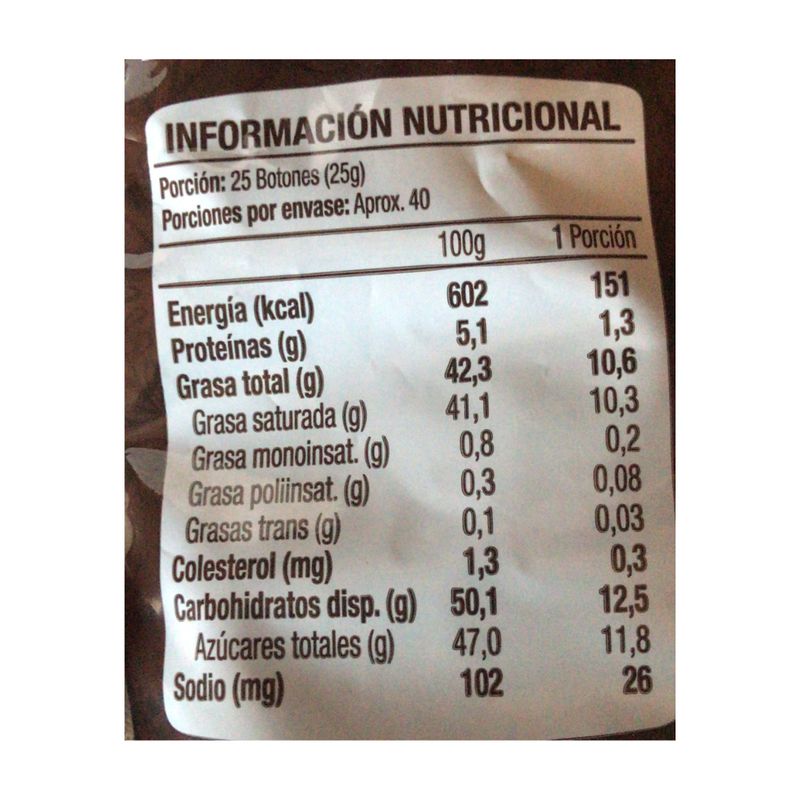 INFORMACIÓN NUTRICIONAL
Porción: 25 Botones (25g)
Porciones por envase: Aprox. 40
100g 1 Porción
Energía (kcal) 602 151
Proteínas (g) 5,1 1,3
Grasa total (g) 42,3 10,6
Grasa saturada (g) 41,1 10,3
Grasa monoinsat. (g) 0,8 0,2
Grasa poliinsat. (g) 0,3 0,08
Grasas trans (g) 0,1 0,03
Colesterol (mg) 1,3 0,3
Carbohidratos disp. (g) 50,1 12,5
Azúcares totales (g) 47,0 11,8
Sodio (mg) 102 26